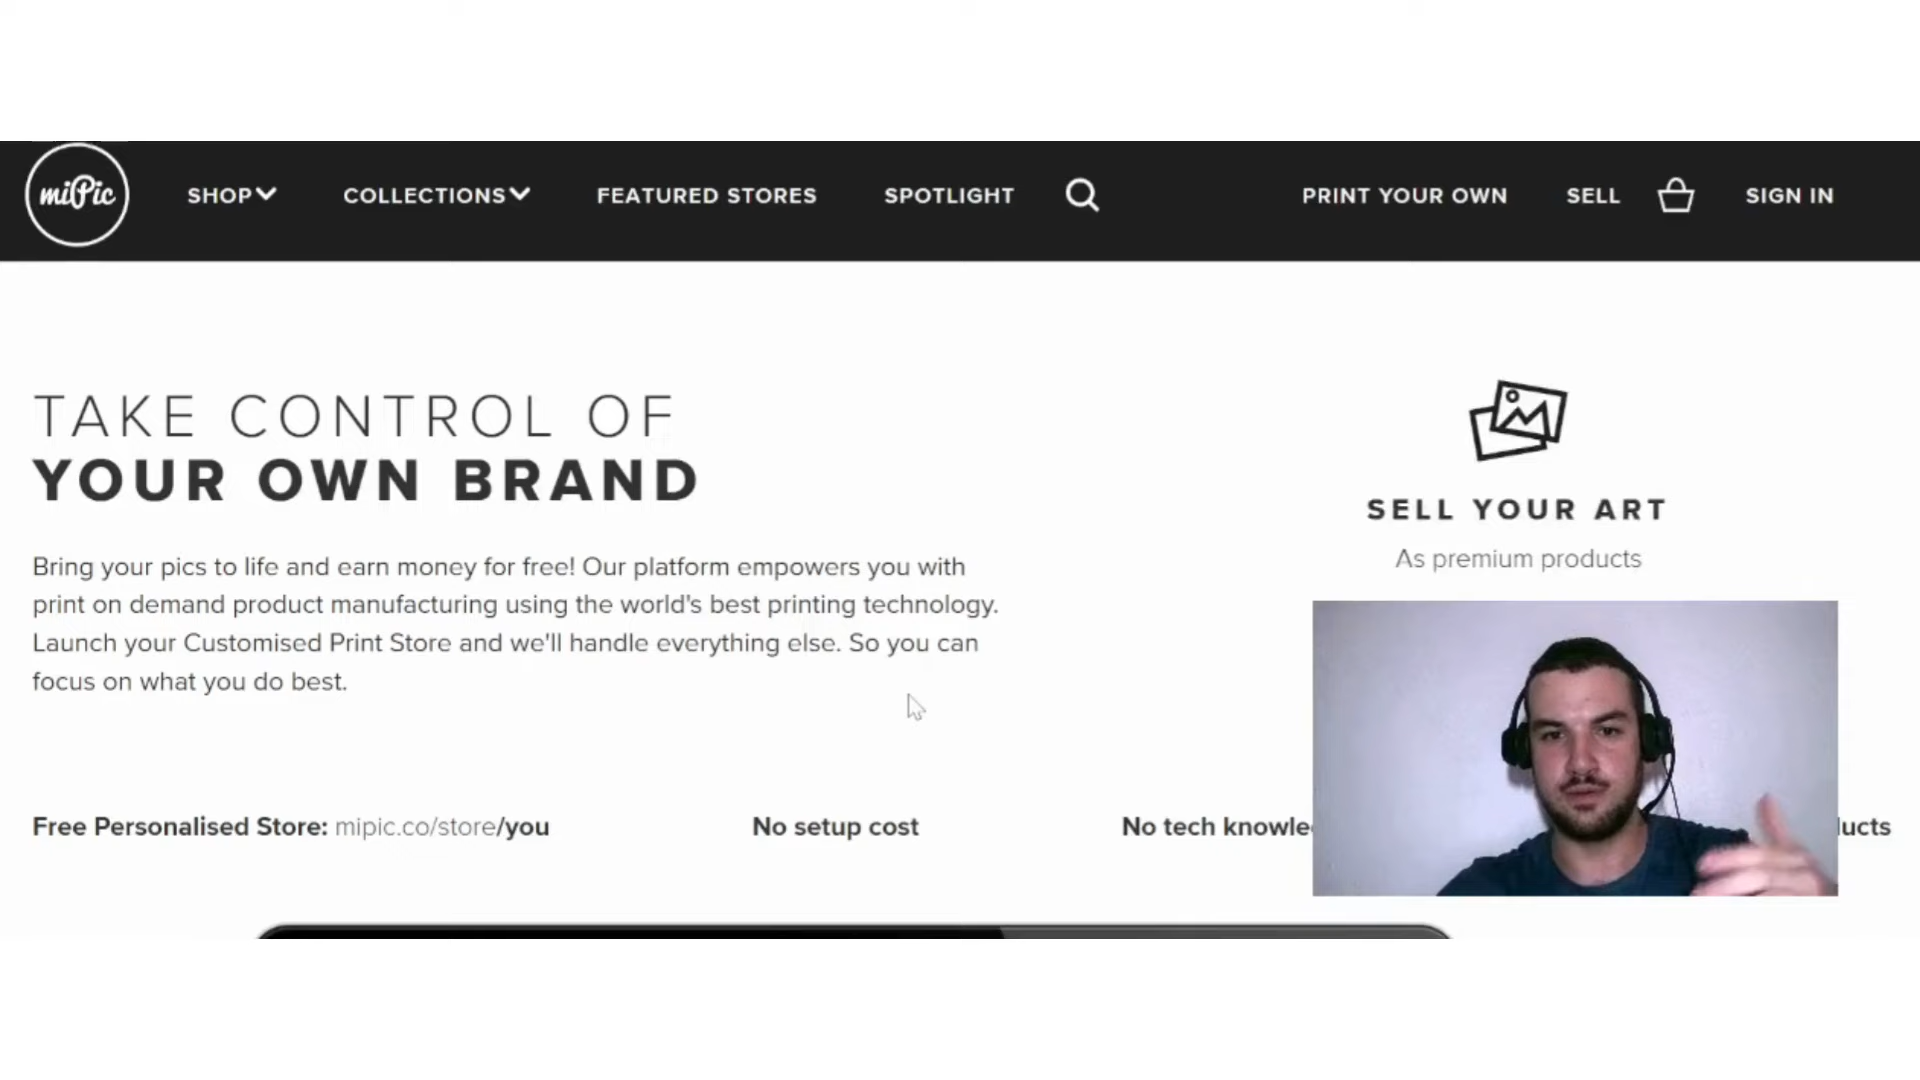 miPic
SHOP
COLLECTIONS
FEATURED STORES
SPOTLIGHT
PRINT YOUR OWN
SELL
SIGN IN
TAKE CONTROL OF
YOUR OWN BRAND
Bring your pics to life and earn money for free! Our platform empowers you with
print on demand product manufacturing using the world's best printing technology.
Launch your Customised Print Store and we'll handle everything else. So you can
focus on what you do best.
SELL YOUR ART
As premium products
Free Personalised Store: mipic.co/store/you
No setup cost
No tech